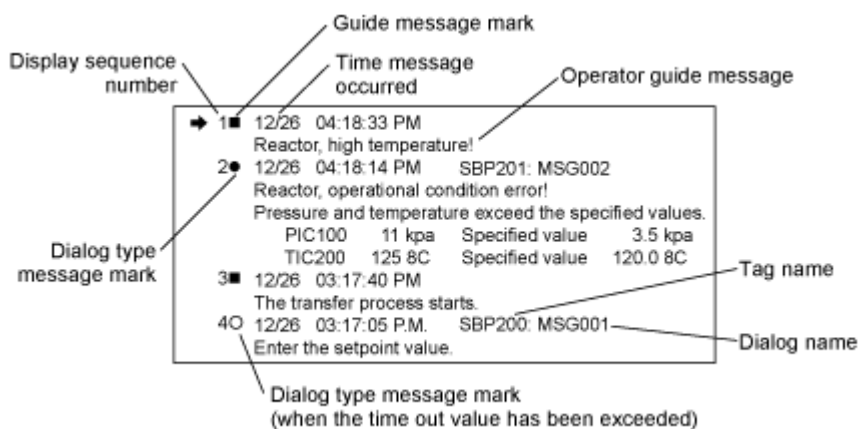 Guide message mark
Display sequence number
Time message occurred
Operator guide message
➡ 1■ 12/26 04:18:33 PM
Reactor, high temperature!
2● 12/26 04:18:14 PM SBP201: MSG002
Reactor, operational condition error!
Pressure and temperature exceed the specified values.
PIC100 11 kpa Specified value 3.5 kpa
TIC200 125 8C Specified value 120.0 8C
Dialog type message mark
Tag name
3■ 12/26 03:17:40 PM
The transfer process starts.
4○ 12/26 03:17:05 P.M. SBP200: MSG001
Enter the setpoint value.
Dialog name
Dialog type message mark
(when the time out value has been exceeded)